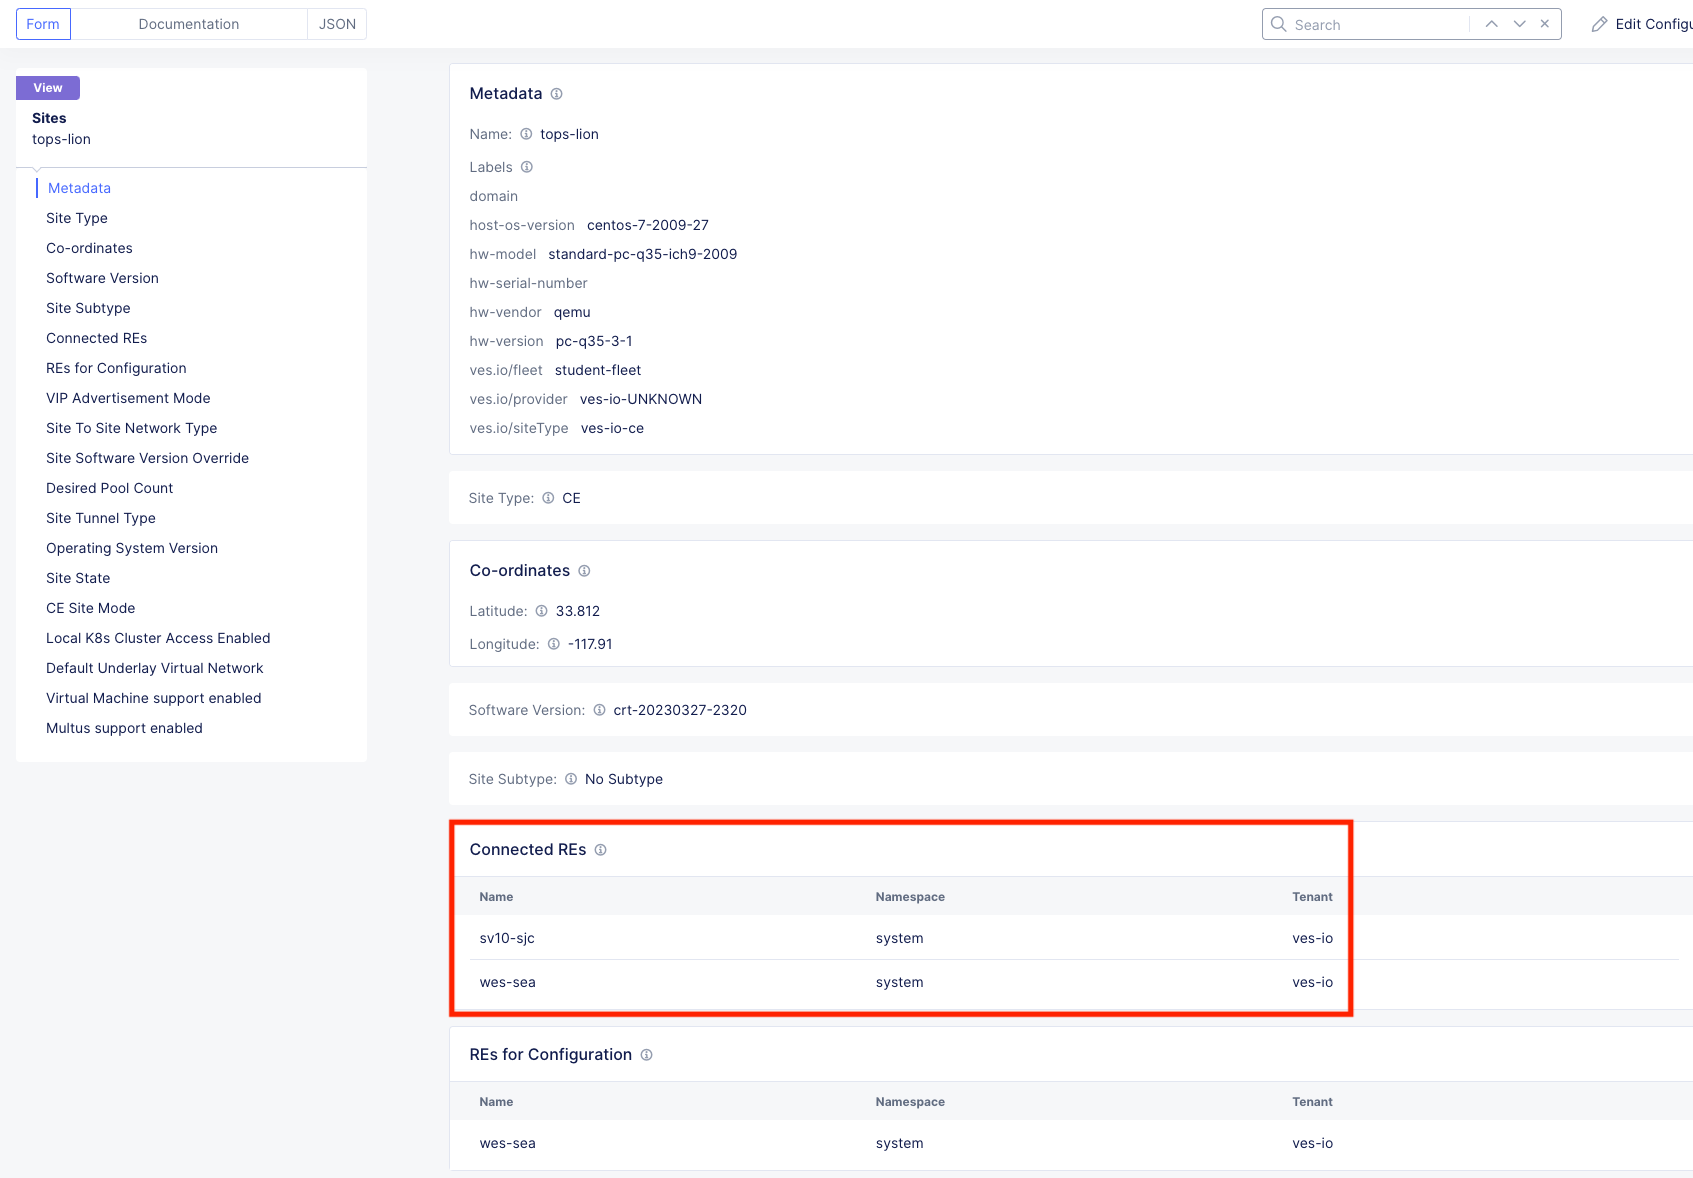 Form Documentation JSON Search Edit Configu
View
Sites
tops-lion
Metadata
Site Type
Co-ordinates
Software Version
Site Subtype
Connected REs
REs for Configuration
VIP Advertisement Mode
Site To Site Network Type
Site Software Version Override
Desired Pool Count
Site Tunnel Type
Operating System Version
Site State
CE Site Mode
Local K8s Cluster Access Enabled
Default Underlay Virtual Network
Virtual Machine support enabled
Multus support enabled
Metadata
Name: tops-lion
Labels
domain
host-os-version centos-7-2009-27
hw-model standard-pc-q35-ich9-2009
hw-serial-number
hw-vendor qemu
hw-version pc-q35-3-1
ves.io/fleet student-fleet
ves.io/provider ves-io-UNKNOWN
ves.io/siteType ves-io-ce
Site Type: CE
Co-ordinates
Latitude: 33.812
Longitude: -117.91
Software Version: crt-20230327-2320
Site Subtype: No Subtype
Connected REs
Name Namespace Tenant
sv10-sjc system ves-io
wes-sea system ves-io
REs for Configuration
Name Namespace Tenant
wes-sea system ves-io